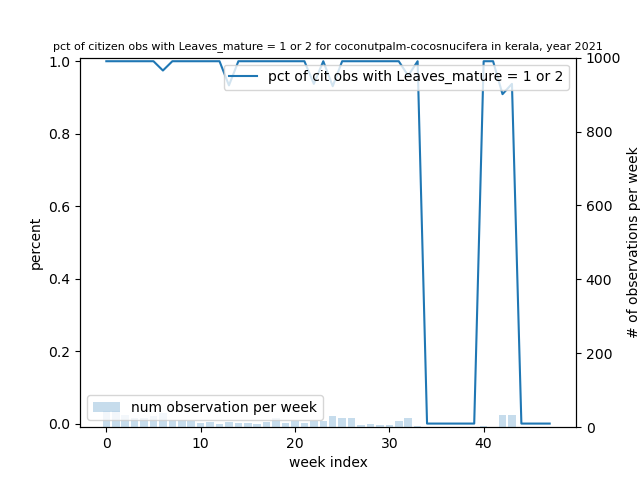 pct of citizen obs with Leaves_mature = 1 or 2 for coconutpalm-cocosnucifera in kerala, year 2021
pct of cit obs with Leaves_mature = 1 or 2
num observation per week
percent
1.0
0.8
0.6
0.4
0.2
0.0
0
10
20
30
40
week index
1000
800
600
400
200
0
# of observations per week